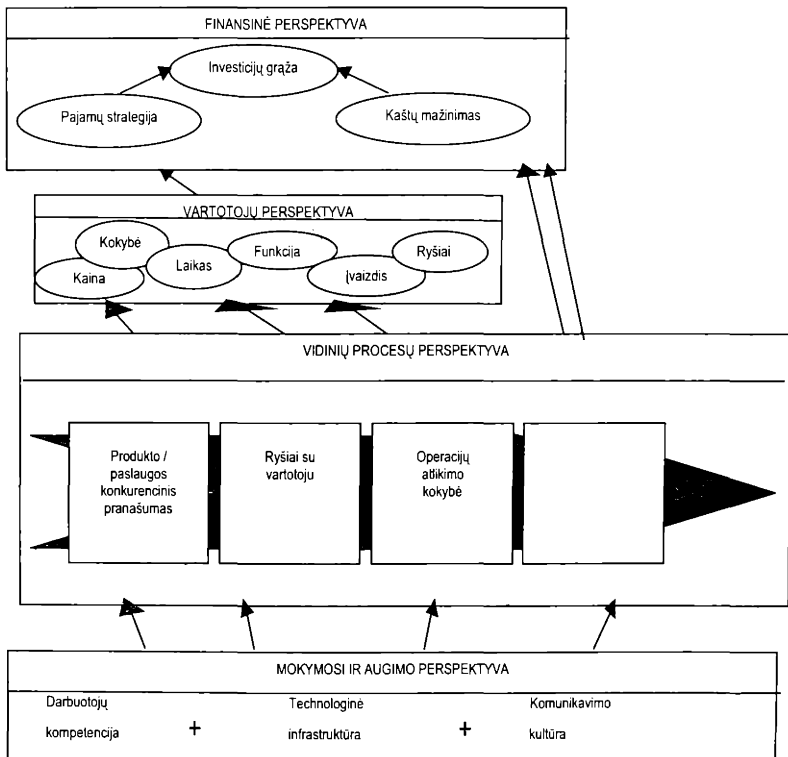 FINANSINĖ PERSPEKTYVA
Investicijų grąža
Pajamų strategija
Kaštų mažinimas
VARTOTOJŲ PERSPEKTYVA
Kokybė
Funkcija
Ryšiai
Kaina
Laikas
Įvaizdis
VIDINIŲ PROCESŲ PERSPEKTYVA
Produkto /
paslaugos
konkurencinis
pranašumas
Ryšiai su
vartotoju
Operacijų
atlikimo
kokybė
MOKYMOSI IR AUGIMO PERSPEKTYVA
Darbuotojų
kompetencija
+
Technologinė
infrastruktūra
+
Komunikavimo
kultūra